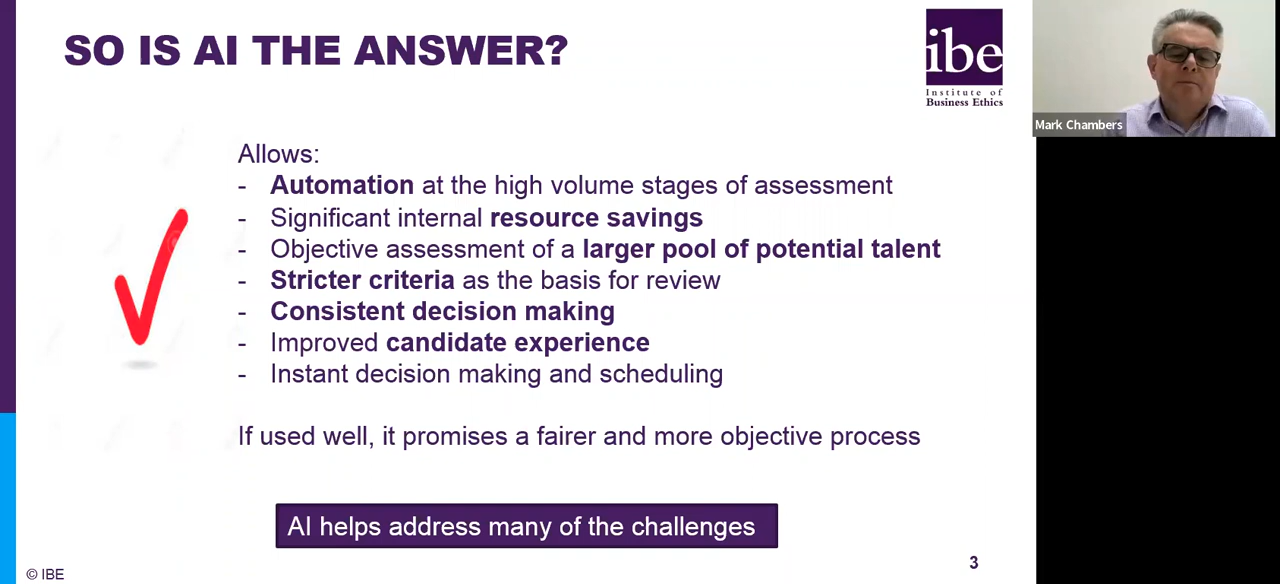 SO IS AI THE ANSWER?
ibe
Institute of
Business Ethics
Mark Chambers
Allows:
- Automation at the high volume stages of assessment
- Significant internal resource savings
- Objective assessment of a larger pool of potential talent
- Stricter criteria as the basis for review
- Consistent decision making
- Improved candidate experience
- Instant decision making and scheduling
If used well, it promises a fairer and more objective process
AI helps address many of the challenges
3
© IBE